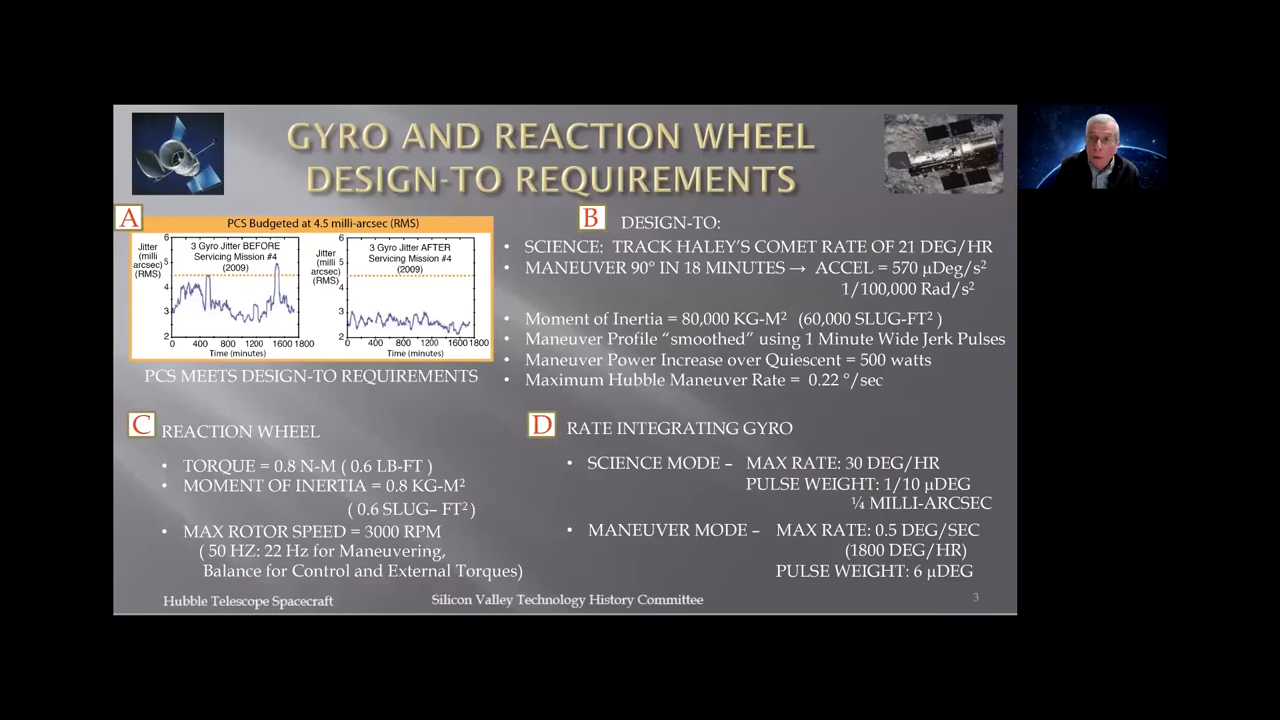 GYRO AND REACTION WHEEL
DESIGN-TO REQUIREMENTS
A
PCS Budgeted at 4.5 milli-arcsec (RMS)
Jitter
(milli
arcsec)
(RMS)
6
5
4
3
2
3 Gyro Jitter BEFORE
Servicing Mission #4
(2009)
0 400 800 1200 1600 1800
Time (minutes)
Jitter
(milli
arcsec)
(RMS)
6
5
4
3
2
3 Gyro Jitter AFTER
Servicing Mission #4
(2009)
0 400 800 1200 1600 1800
Time (minutes)
PCS MEETS DESIGN-TO REQUIREMENTS
B
DESIGN-TO:
• SCIENCE: TRACK HALEY'S COMET RATE OF 21 DEG/HR
• MANEUVER 90° IN 18 MINUTES → ACCEL = 570 µDeg/s²
1/100,000 Rad/s²
• Moment of Inertia = 80,000 KG-M² (60,000 SLUG-FT² )
• Maneuver Profile “smoothed” using 1 Minute Wide Jerk Pulses
• Maneuver Power Increase over Quiescent = 500 watts
• Maximum Hubble Maneuver Rate = 0.22 °/sec
C
REACTION WHEEL
• TORQUE = 0.8 N-M ( 0.6 LB-FT )
• MOMENT OF INERTIA = 0.8 KG-M²
( 0.6 SLUG– FT² )
• MAX ROTOR SPEED = 3000 RPM
( 50 HZ: 22 Hz for Maneuvering,
Balance for Control and External Torques)
D
RATE INTEGRATING GYRO
• SCIENCE MODE – MAX RATE: 30 DEG/HR
PULSE WEIGHT: 1/10 µDEG
¼ MILLI-ARCSEC
• MANEUVER MODE – MAX RATE: 0.5 DEG/SEC
(1800 DEG/HR)
PULSE WEIGHT: 6 µDEG
Hubble Telescope Spacecraft
Silicon Valley Technology History Committee
3